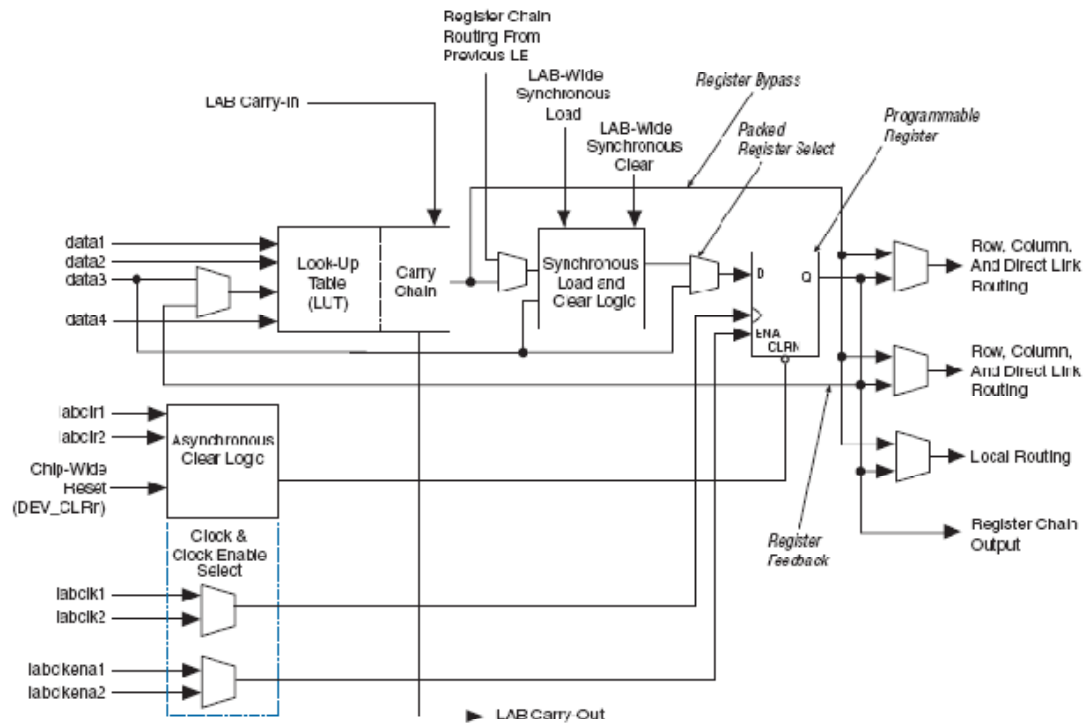 Register Chain
Routing From
Previous LE
LAB-Wide
Synchronous
Load
Register Bypass
LAB Carry-In
LAB-Wide
Synchronous
Clear
Packed
Register Select
Programmable
Register
data1
data2
data3
data4
Look-Up
Table
(LUT)
Carry
Chain
Synchronous
Load and
Clear Logic
D
Q
ENA
CLRN
Row, Column,
And Direct Link
Routing
Row, Column,
And Direct Link
Routing
Local Routing
Register Chain
Output
Register
Feedback
labclr1
labclr2
Chip-Wide
Reset
(DEV_CLRn)
Asynchronous
Clear Logic
Clock &
Clock Enable
Select
labclk1
labclk2
labckena1
labckena2
LAB Carry-Out